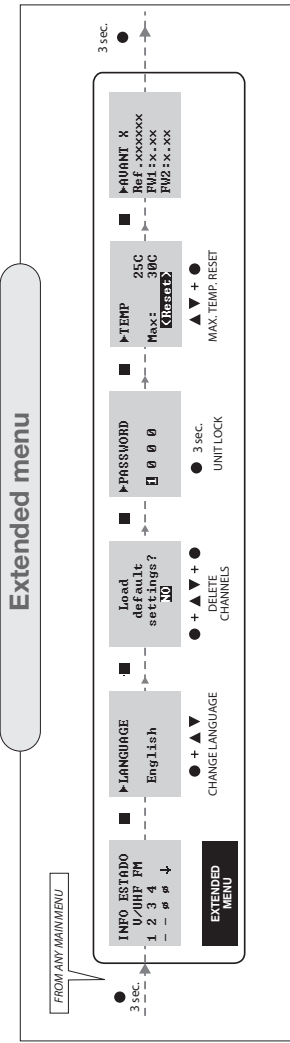 Extended menu
FROM ANY MAIN MENU
● 3 sec.
INFO ESTADO
V/UHF FM
1 2 3 4
– – ø ø ↓
EXTENDED
MENU
■
▶LANGUAGE
English
● + ▲ ▼
CHANGE LANGUAGE
■
Load
default
settings?
NO
● + ▲ ▼ + ●
DELETE
CHANNELS
■
▶PASSWORD
1 0 0 0
● 3 sec.
UNIT LOCK
■
▶TEMP
25C
Max: 30C
<Reset>
▲ ▼ + ●
MAX. TEMP. RESET
■
▶AVANT X
Ref.xxxxxx
FW1:x.xx
FW2:x.xx
3 sec.
●